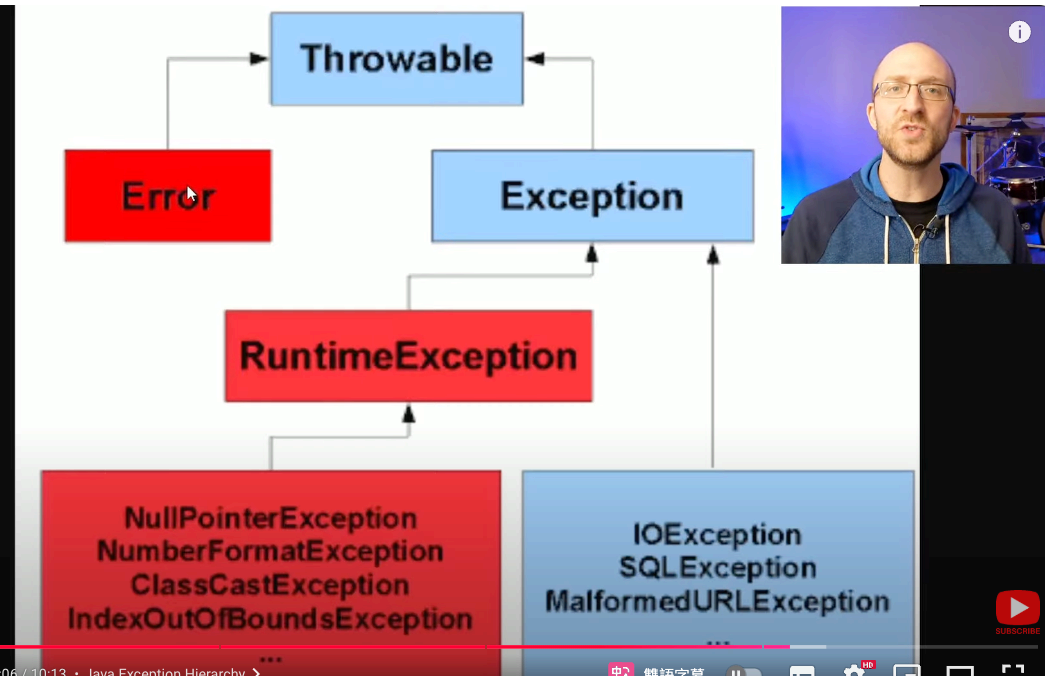 Throwable
Error
Exception
RuntimeException
NullPointerException
NumberFormatException
ClassCastException
IndexOutOfBoundsException
...
IOException
SQLException
MalformedURLException
...
SUBSCRIBE
:06 / 10:13 • Java Exception Hierarchy
中 雙語字幕
HD